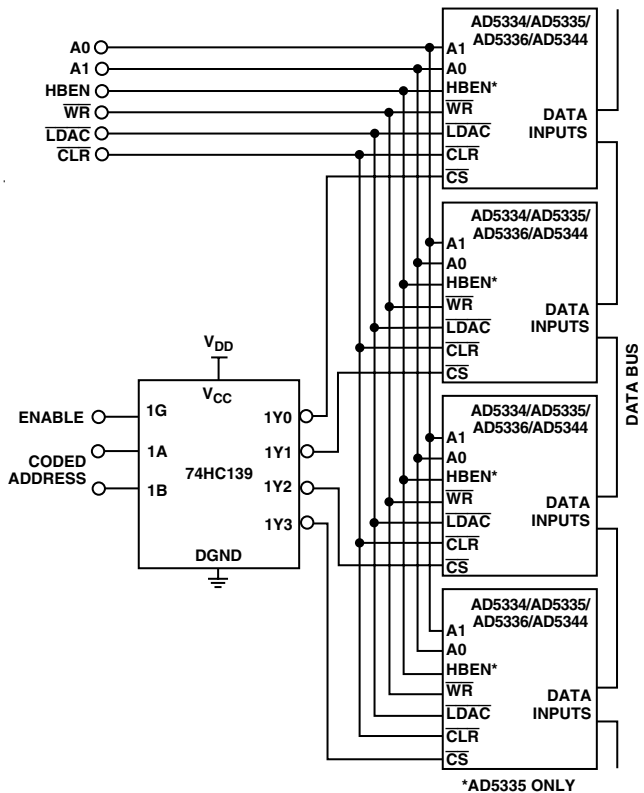 A0
A1
HBEN
WR
LDAC
CLR
AD5334/AD5335/
AD5336/AD5344
A1
A0
HBEN*
WR
LDAC
CLR
CS
DATA
INPUTS
AD5334/AD5335/
AD5336/AD5344
A1
A0
HBEN*
WR
LDAC
CLR
CS
DATA
INPUTS
VDD
VCC
ENABLE
CODED
ADDRESS
1G
1A
1B
74HC139
1Y0
1Y1
1Y2
1Y3
DGND
DATA BUS
AD5334/AD5335/
AD5336/AD5344
A1
A0
HBEN*
WR
LDAC
CLR
CS
DATA
INPUTS
AD5334/AD5335/
AD5336/AD5344
A1
A0
HBEN*
WR
LDAC
CLR
CS
DATA
INPUTS
*AD5335 ONLY